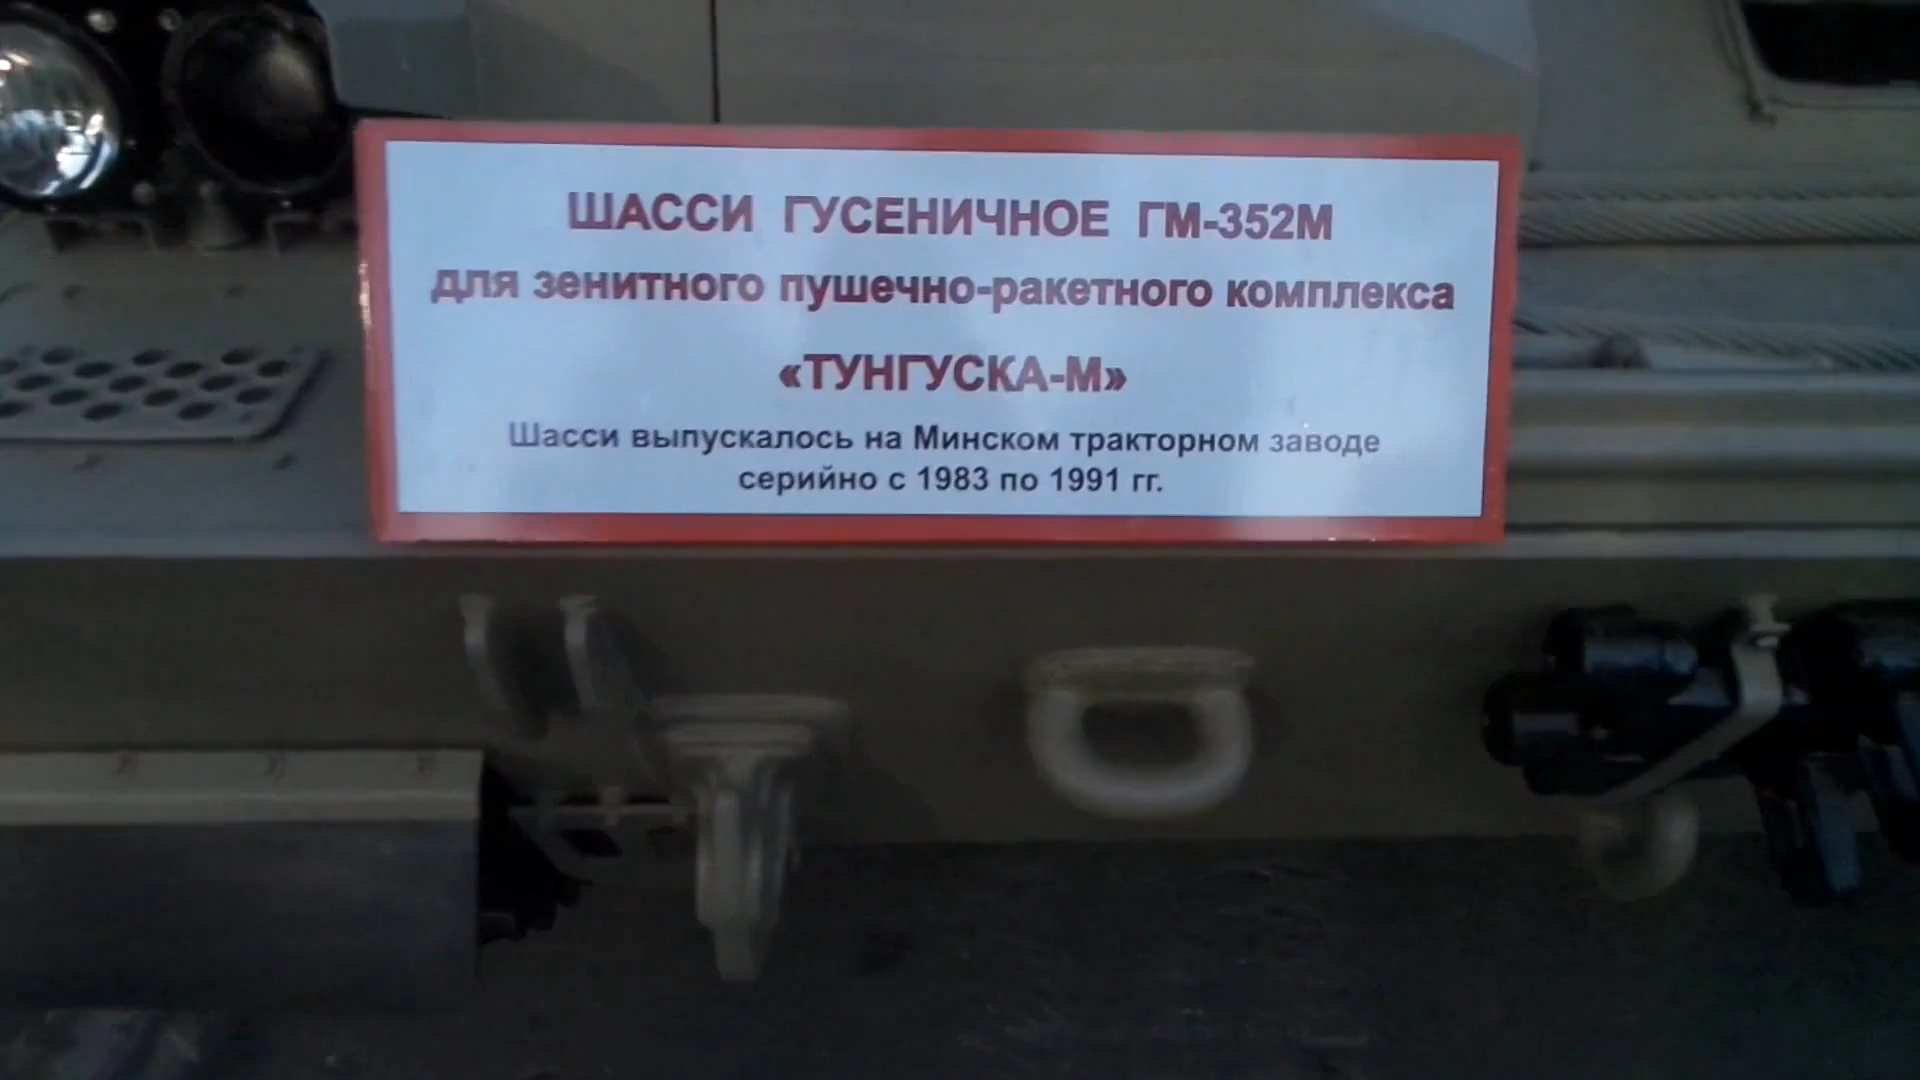 ШАССИ ГУСЕНИЧНОЕ ГМ-352М
для зенитного пушечно-ракетного комплекса
«ТУНГУСКА-М»
Шасси выпускалось на Минском тракторном заводе
серийно с 1983 по 1991 гг.